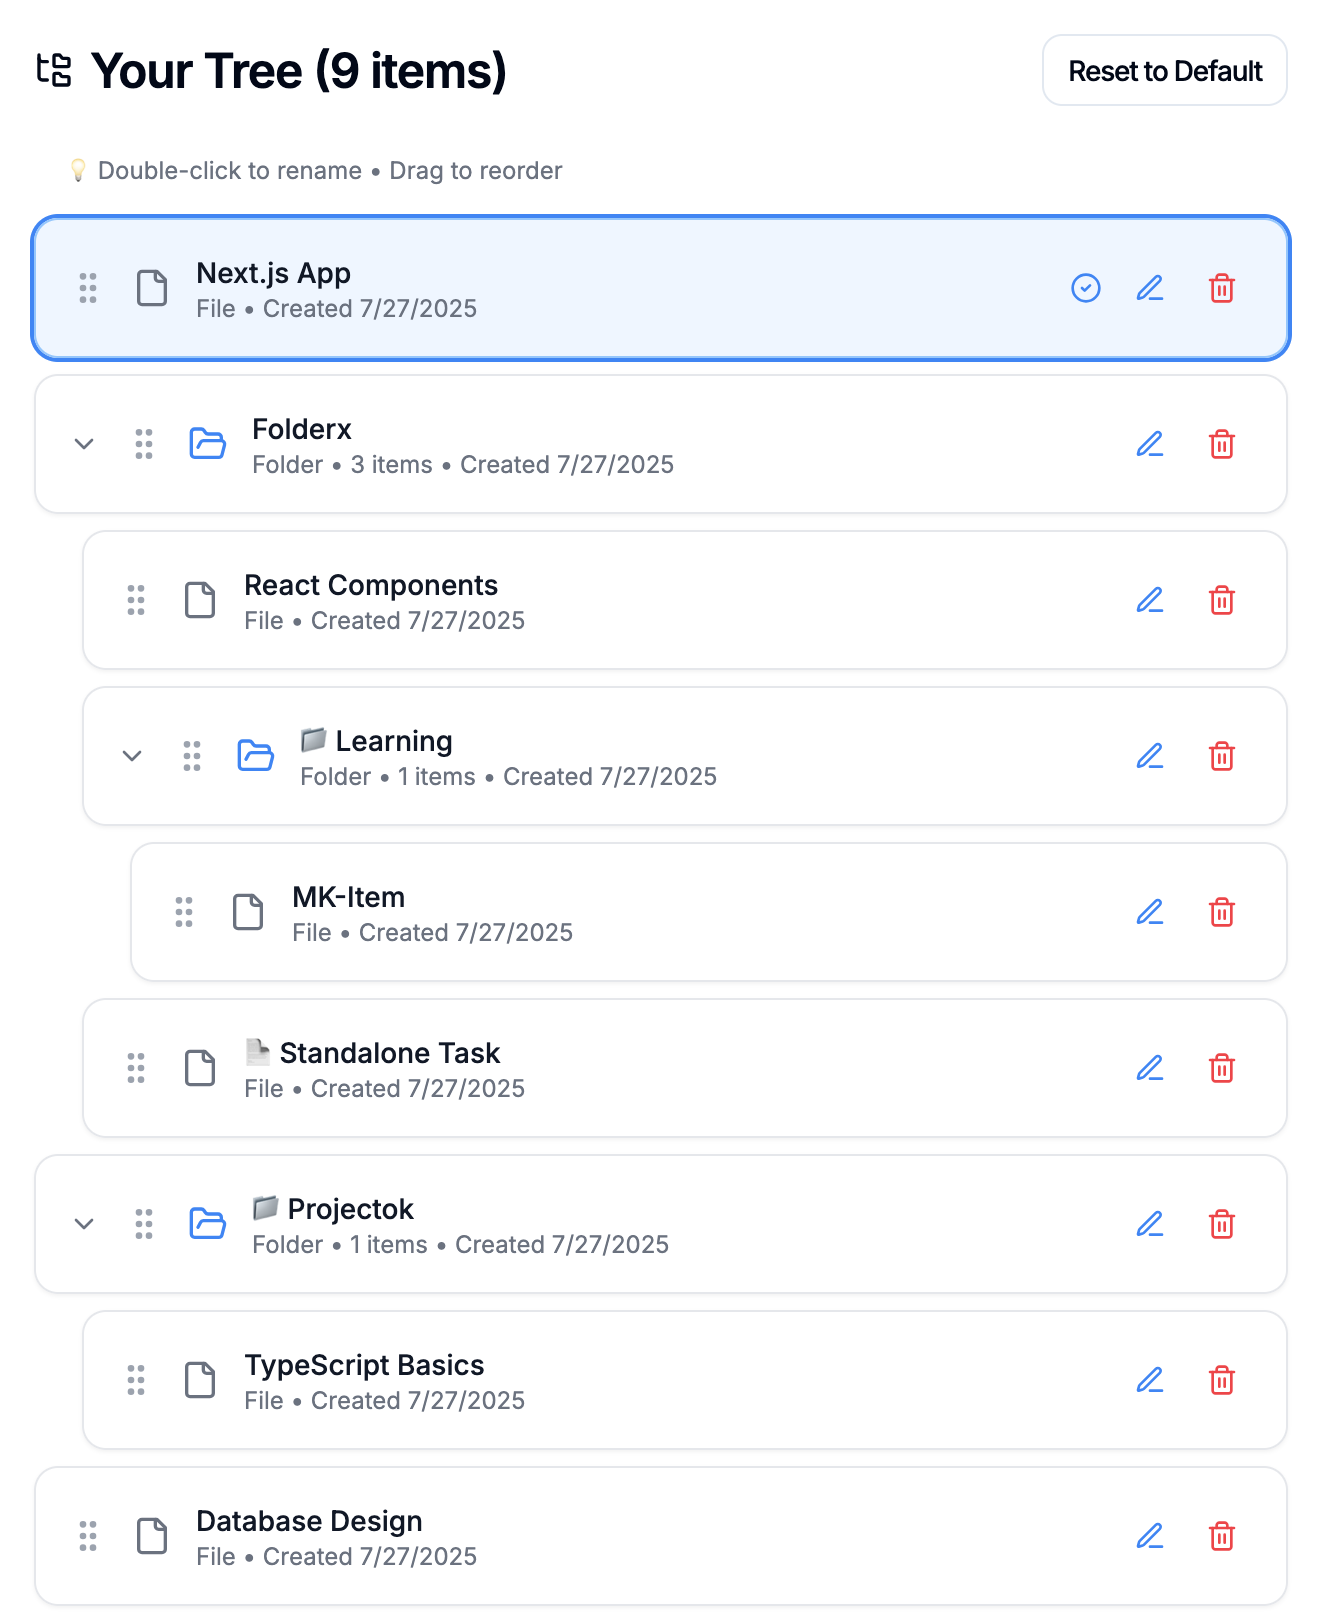 Your Tree (9 items)
Reset to Default
Double-click to rename • Drag to reorder
Next.js App
File • Created 7/27/2025
Folderx
Folder • 3 items • Created 7/27/2025
React Components
File • Created 7/27/2025
Learning
Folder • 1 items • Created 7/27/2025
MK-Item
File • Created 7/27/2025
Standalone Task
File • Created 7/27/2025
Projectok
Folder • 1 items • Created 7/27/2025
TypeScript Basics
File • Created 7/27/2025
Database Design
File • Created 7/27/2025